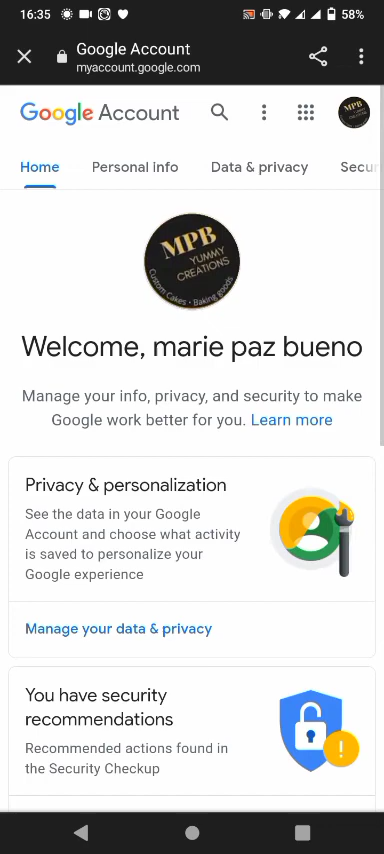 16:35
58%
Google Account
myaccount.google.com
Google Account
MPB
YUMMY
CREATIONS
Home Personal info Data & privacy Secur
MPB
YUMMY
CREATIONS
Custom Cakes • Baking goods
Welcome, marie paz bueno
Manage your info, privacy, and security to make
Google work better for you. Learn more
Privacy & personalization
See the data in your Google
Account and choose what activity
is saved to personalize your
Google experience
Manage your data & privacy
You have security
recommendations
Recommended actions found in
the Security Checkup